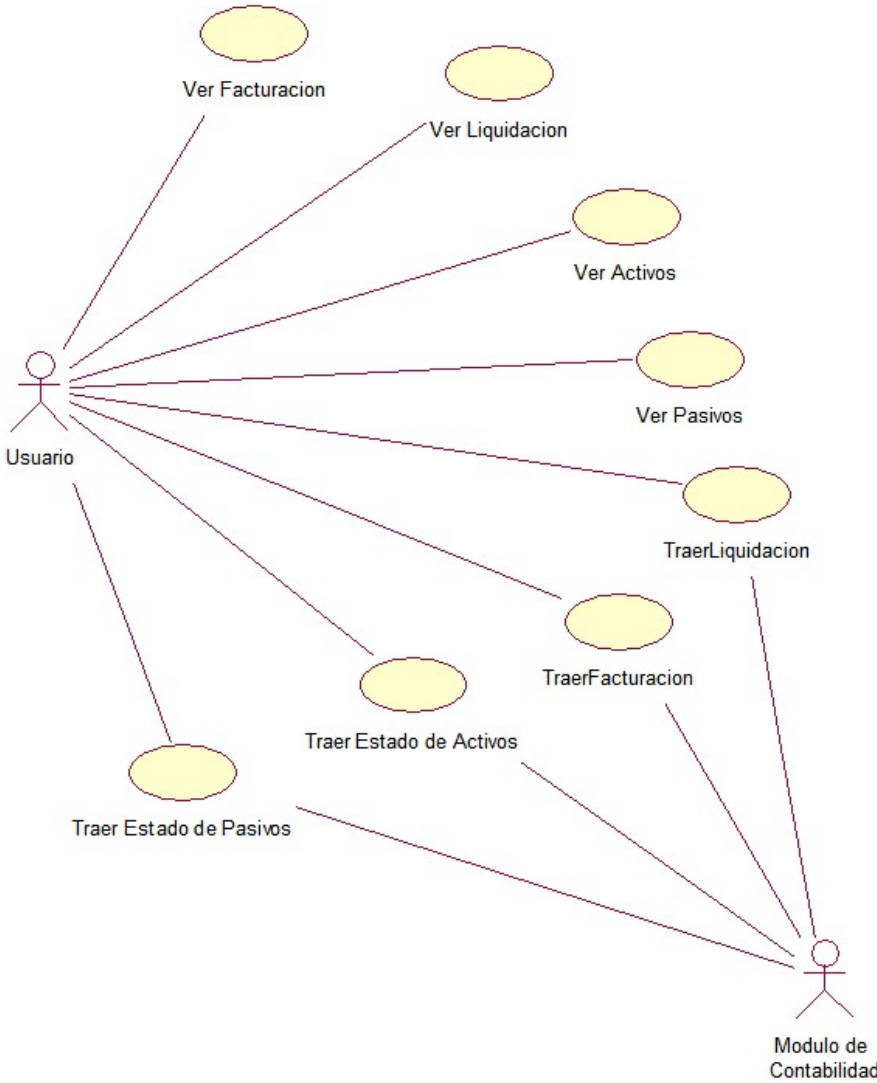 Ver Facturacion
Ver Liquidacion
Ver Activos
Ver Pasivos
Usuario
TraerLiquidacion
TraerFacturacion
Traer Estado de Activos
Traer Estado de Pasivos
Modulo de
Contabilidad